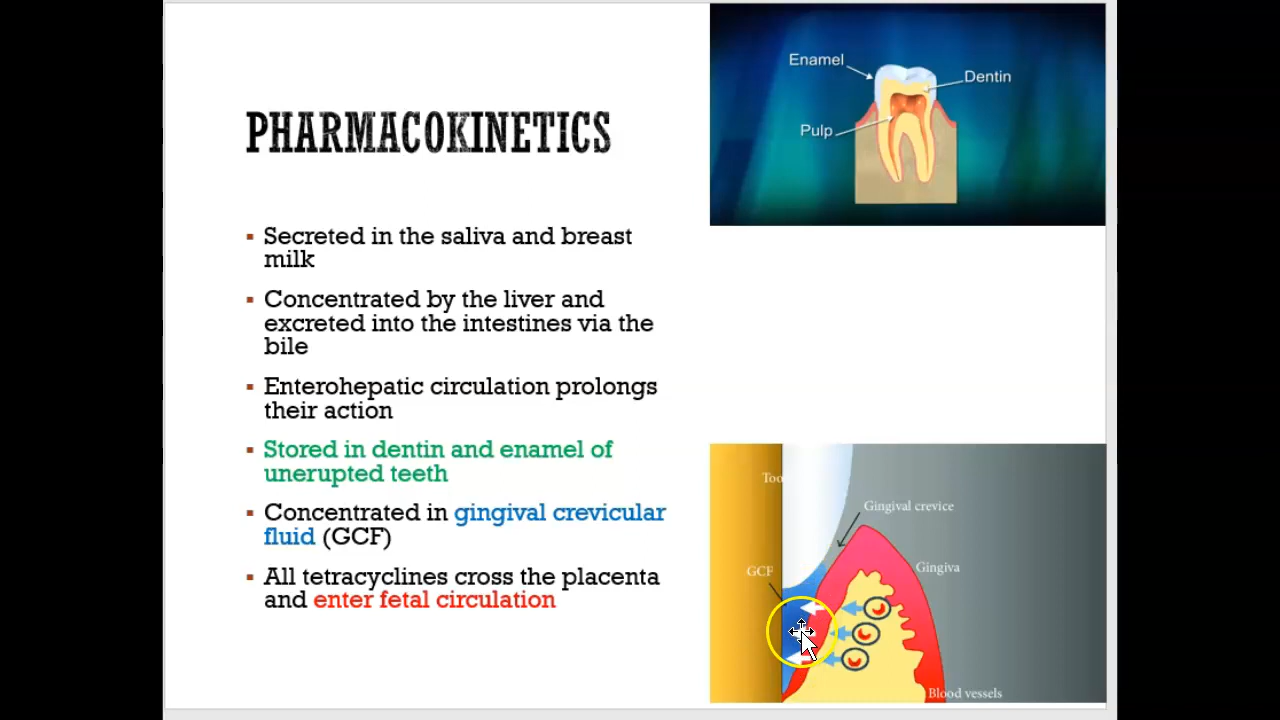 PHARMACOKINETICS
▪ Secreted in the saliva and breast
milk
▪ Concentrated by the liver and
excreted into the intestines via the
bile
▪ Enterohepatic circulation prolongs
their action
▪ Stored in dentin and enamel of
unerupted teeth
▪ Concentrated in gingival crevicular
fluid (GCF)
▪ All tetracyclines cross the placenta
and enter fetal circulation
Enamel
Dentin
Pulp
Too
Gingival crevice
GCF
Gingiva
Blood vessels